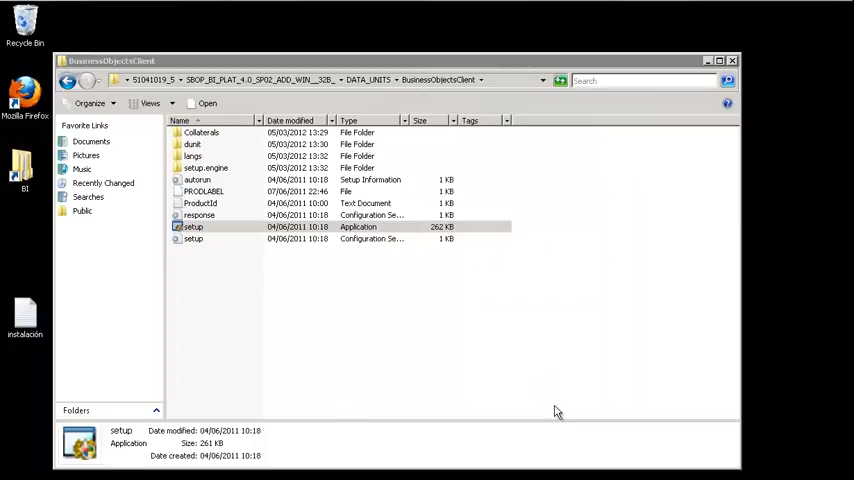 Recycle Bin
Mozilla Firefox
BI
instalación
BusinessObjectsClient
51041019_5 SBOP_BI_PLAT_4.0_SP02_ADD_WIN__32B_ DATA_UNITS BusinessObjectsClient
Search
Organize Views Open
Favorite Links
Documents
Pictures
Music
Recently Changed
Searches
Public
Folders
Name Date modified Type Size Tags
Collaterals 05/03/2012 13:29 File Folder
dunit 05/03/2012 13:30 File Folder
langs 05/03/2012 13:32 File Folder
setup.engine 05/03/2012 13:32 File Folder
autorun 04/06/2011 10:18 Setup Information 1 KB
PRODLABEL 07/06/2011 22:46 File 1 KB
ProductId 04/06/2011 10:00 Text Document 1 KB
response 04/06/2011 10:18 Configuration Se... 1 KB
setup 04/06/2011 10:18 Application 262 KB
setup 04/06/2011 10:18 Configuration Se... 1 KB
setup Date modified: 04/06/2011 10:18
Application Size: 261 KB
Date created: 04/06/2011 10:18